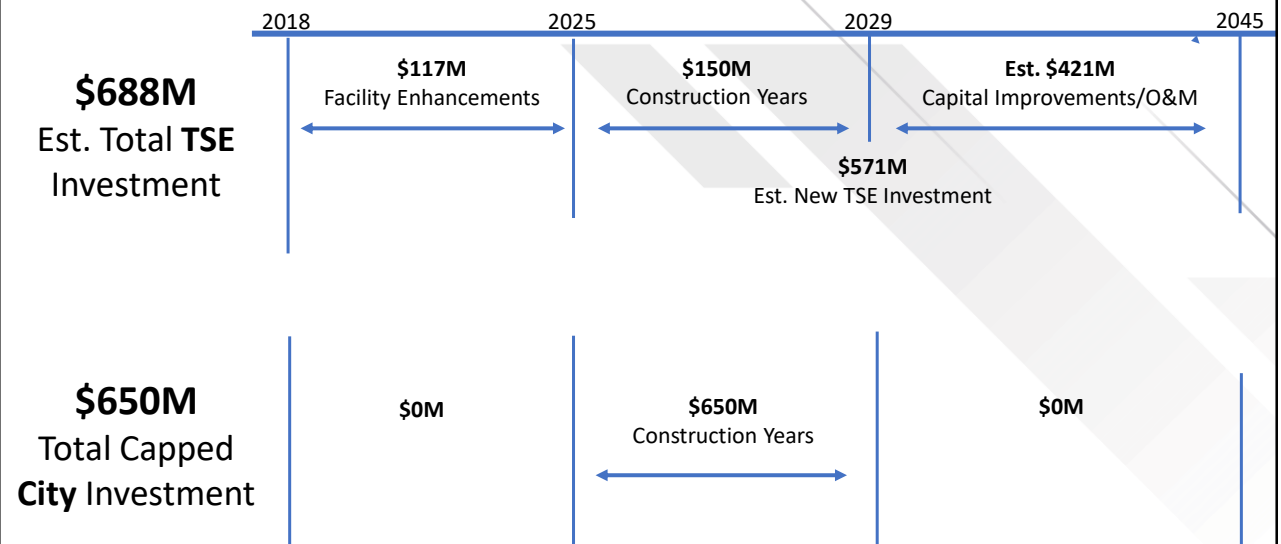 2018
2025
2029
2045
$688M
Est. Total TSE
Investment
$117M
Facility Enhancements
$150M
Construction Years
Est. $421M
Capital Improvements/O&M
$571M
Est. New TSE Investment
$650M
Total Capped
City Investment
$0M
$650M
Construction Years
$0M